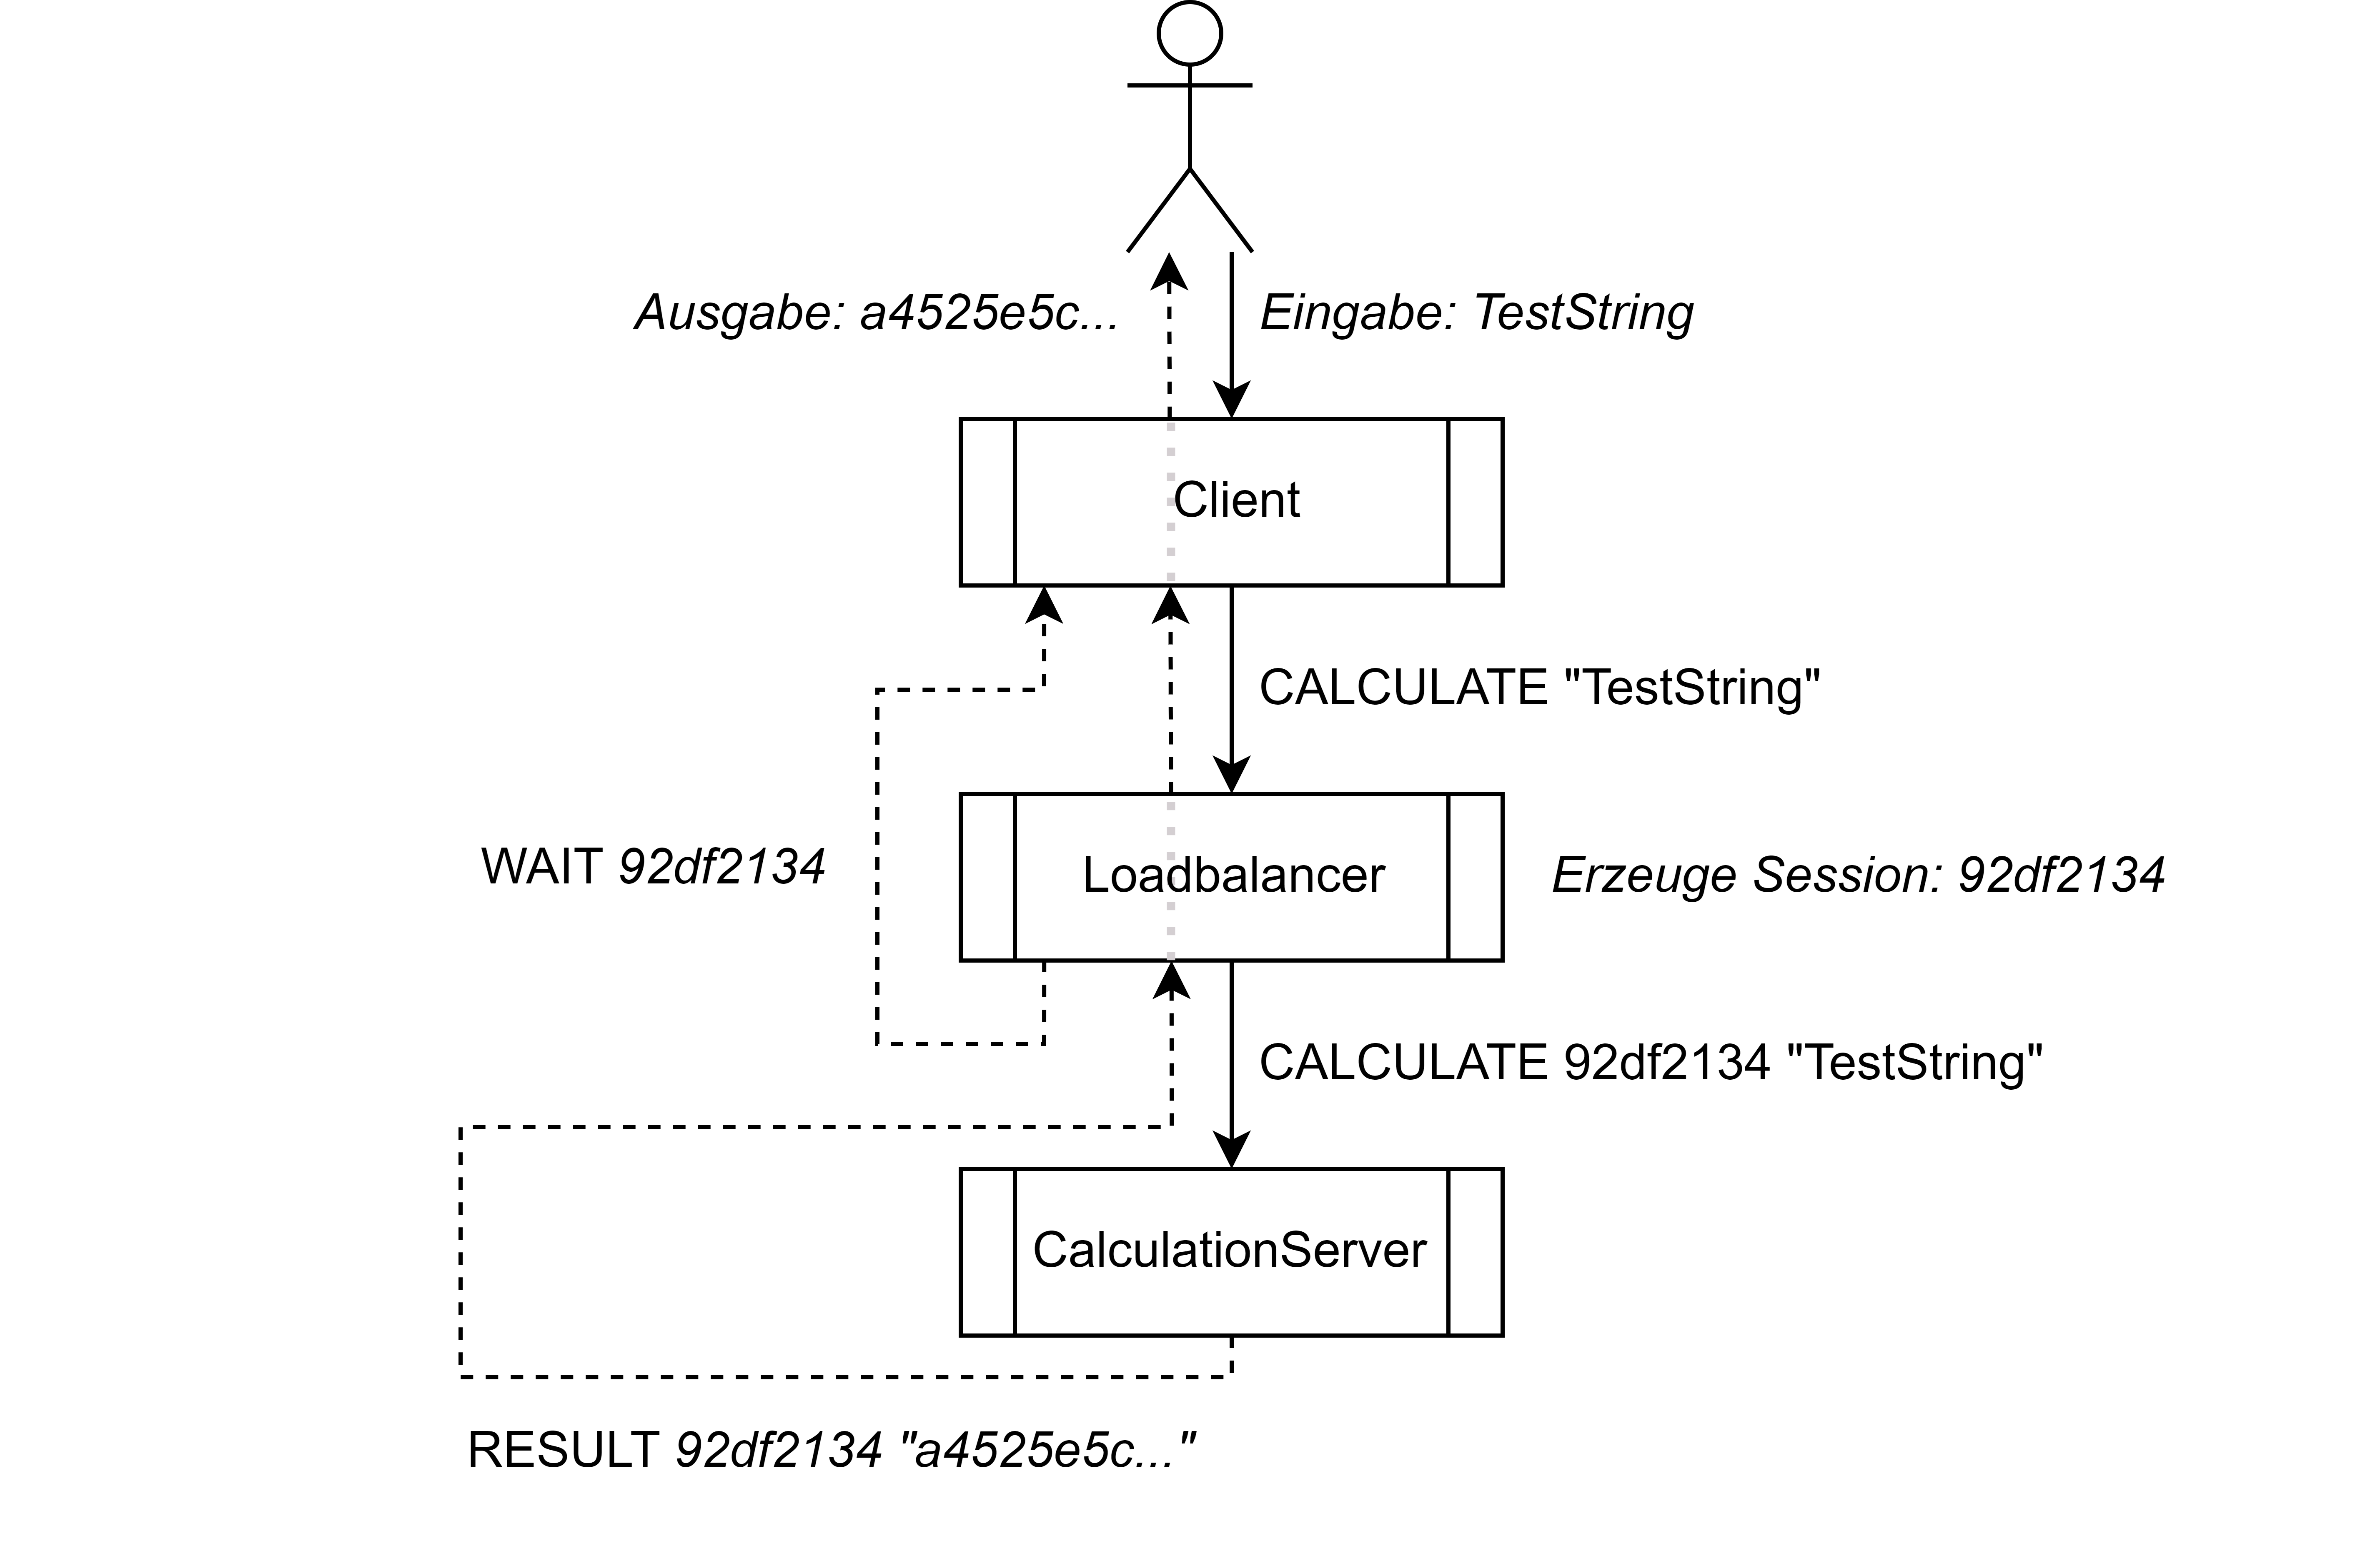 Ausgabe: a4525e5c...
Eingabe: TestString
Client
CALCULATE "TestString"
WAIT 92df2134
Loadbalancer
Erzeuge Session: 92df2134
CALCULATE 92df2134 "TestString"
CalculationServer
RESULT 92df2134 "a4525e5c..."